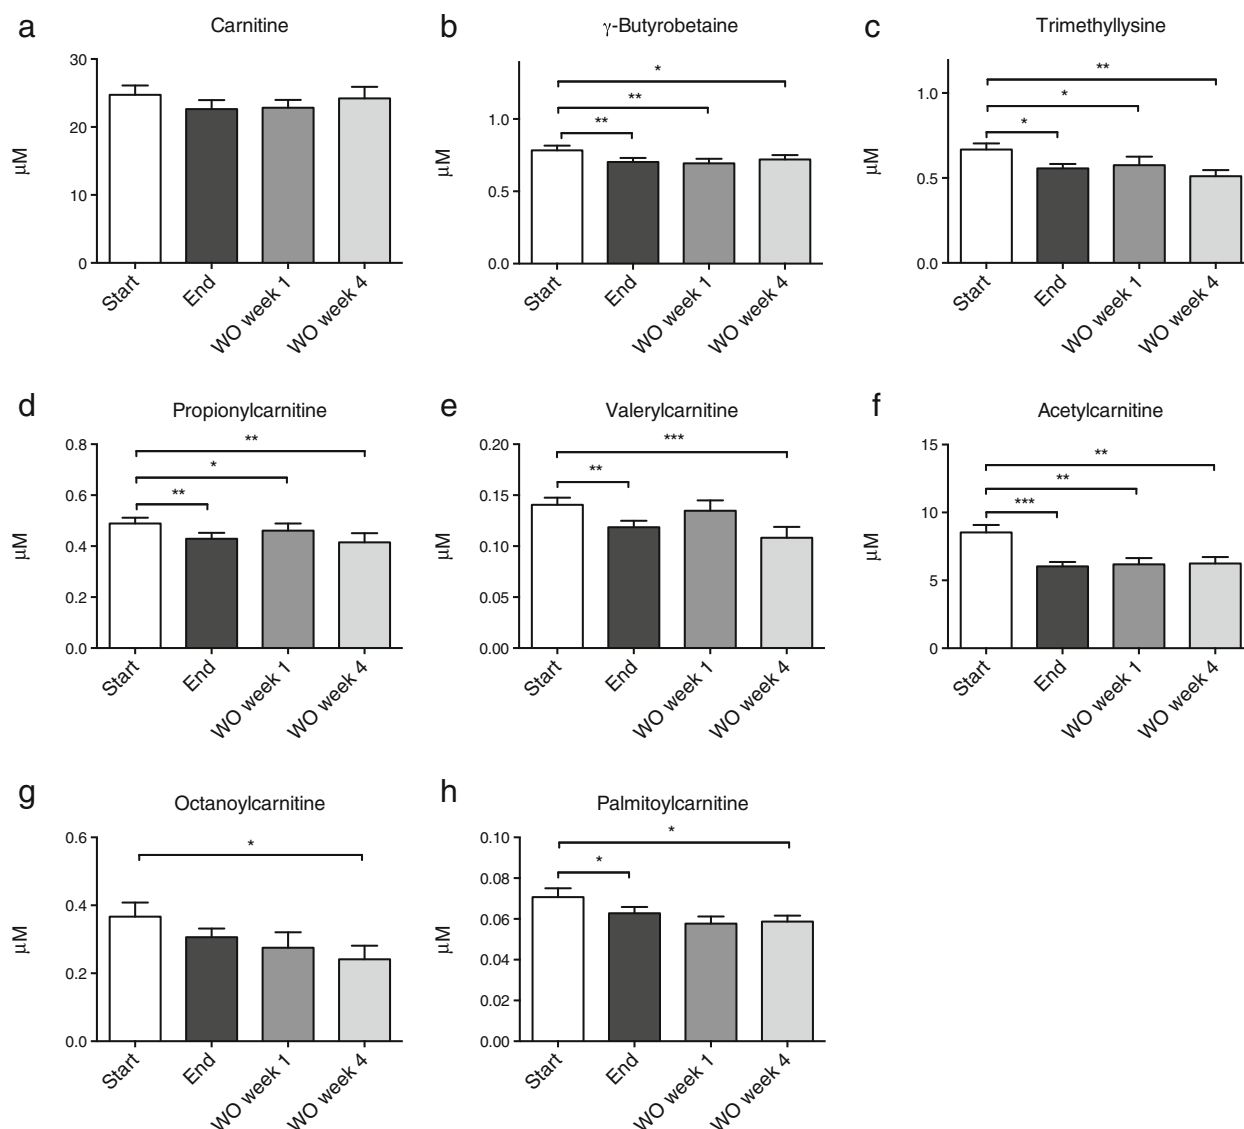 a
Carnitine
μM
30
20
10
0
Start
End
WO week 1
WO week 4
b
γ-Butyrobetaine
*
**
**
μM
1.0
0.5
0.0
Start
End
WO week 1
WO week 4
c
Trimethyllysine
**
*
*
μM
1.0
0.5
0.0
Start
End
WO week 1
WO week 4
d
Propionylcarnitine
**
*
**
μM
0.8
0.6
0.4
0.2
0.0
Start
End
WO week 1
WO week 4
e
Valerylcarnitine
***
**
μM
0.20
0.15
0.10
0.05
0.00
Start
End
WO week 1
WO week 4
f
Acetylcarnitine
**
**
***
μM
15
10
5
0
Start
End
WO week 1
WO week 4
g
Octanoylcarnitine
*
μM
0.6
0.4
0.2
0.0
Start
End
WO week 1
WO week 4
h
Palmitoylcarnitine
*
*
μM
0.10
0.08
0.06
0.04
0.02
0.00
Start
End
WO week 1
WO week 4